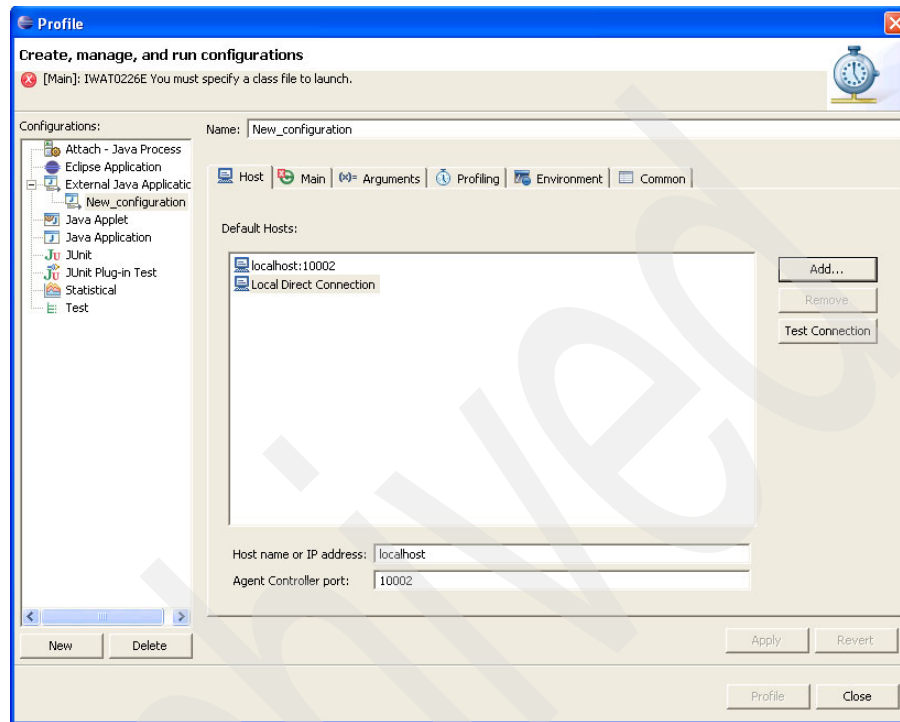 Profile
Create, manage, and run configurations
[Main]: IWAT0226E You must specify a class file to launch.
Configurations:
Attach - Java Process
Eclipse Application
External Java Applicatic
New_configuration
Java Applet
Java Application
JUnit
JUnit Plug-in Test
Statistical
Test
New
Delete
Name: New_configuration
Host
Main
(x)= Arguments
Profiling
Environment
Common
Default Hosts:
localhost:10002
Local Direct Connection
Add...
Remove
Test Connection
Host name or IP address: localhost
Agent Controller port: 10002
Apply
Revert
Profile
Close
hived